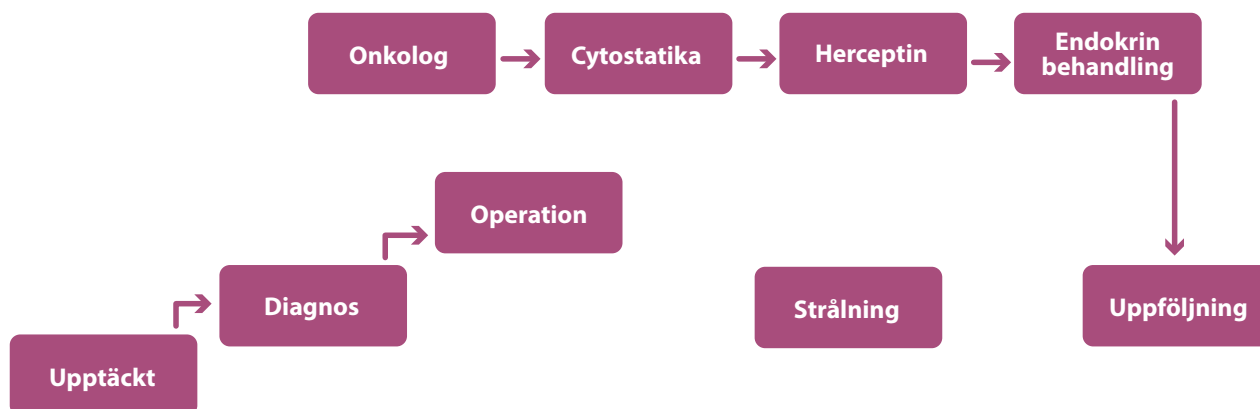 Onkolog
Cytostatika
Herceptin
Endokrin
behandling
Operation
Diagnos
Strålning
Uppföljning
Upptäckt